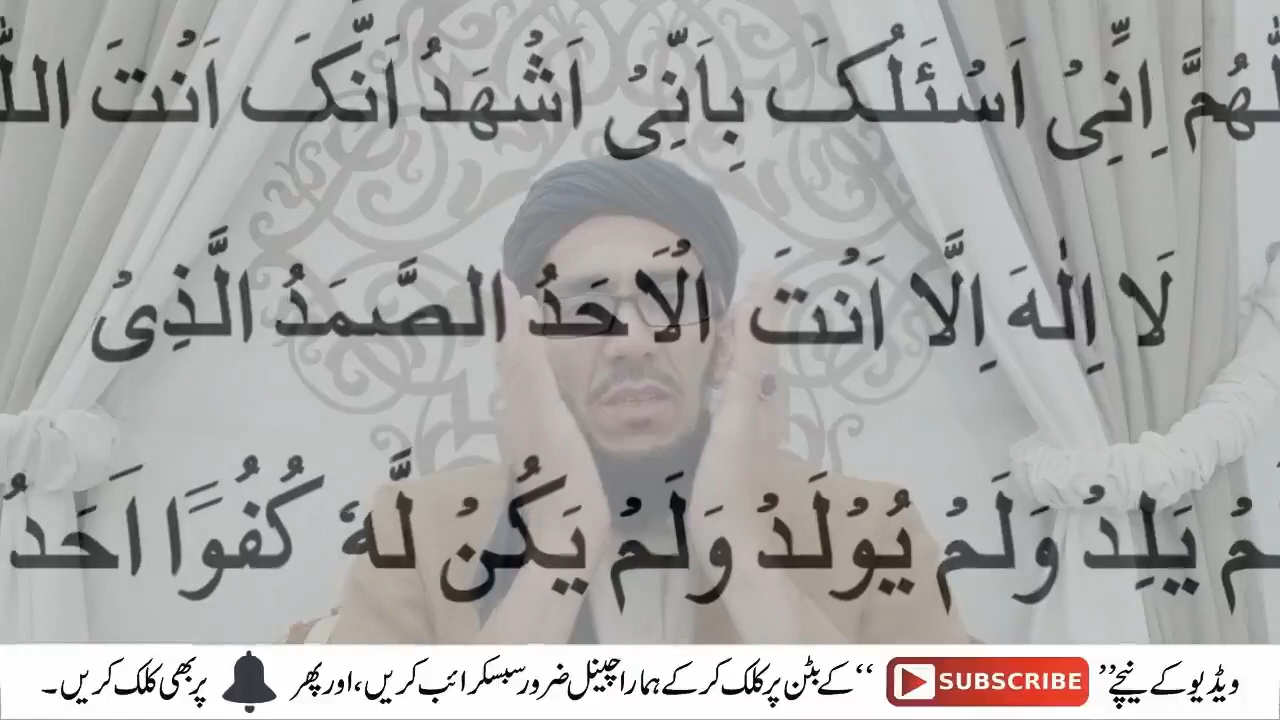 لّٰهُمَّ اِنِّىْ اَسْئَلُكَ بِاَنِّىْ اَشْهَدُ اَنَّكَ اَنْتَ اللّٰ
لَا اِلٰهَ اِلَّا اَنْتَ الْاَحَدُ الصَّمَدُ الَّذِىْ
مْ يَلِدْ وَلَمْ يُوْلَدْ وَلَمْ يَكُنْ لَّهٗ كُفُوًا اَحَدٌ
ویڈیو کے نیچے ’’ SUBSCRIBE ‘‘ کے بٹن پر کلک کر کے ہمارا چینل ضرور سبسکرائب کریں، اور پھر پر بھی کلک کریں۔